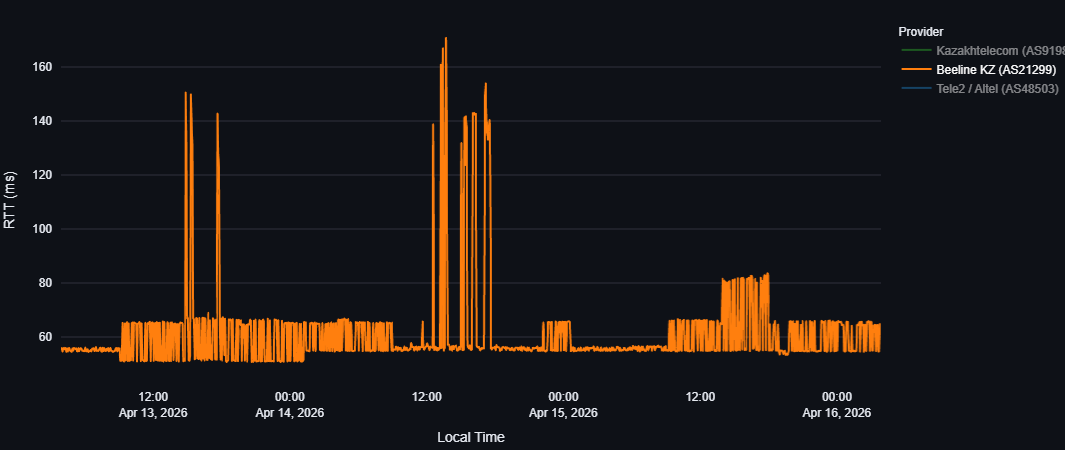 Provider
Kazakhtelecom (AS9198
Beeline KZ (AS21299)
Tele2 / Altel (AS48503)
RTT (ms)
160
140
120
100
80
60
12:00
Apr 13, 2026
00:00
Apr 14, 2026
12:00
00:00
Apr 15, 2026
12:00
00:00
Apr 16, 2026
Local Time